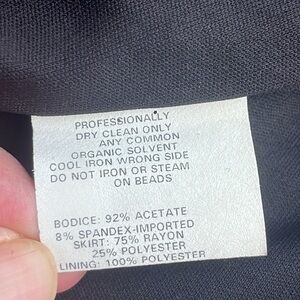 PROFESSIONALLY
DRY CLEAN ONLY
ANY COMMON
ORGANIC SOLVENT
COOL IRON WRONG SIDE
DO NOT IRON OR STEAM
ON BEADS
BODICE: 92% ACETATE
8% SPANDEX-IMPORTED
SKIRT: 75% RAYON
25% POLYESTER
LINING: 100% POLYESTER